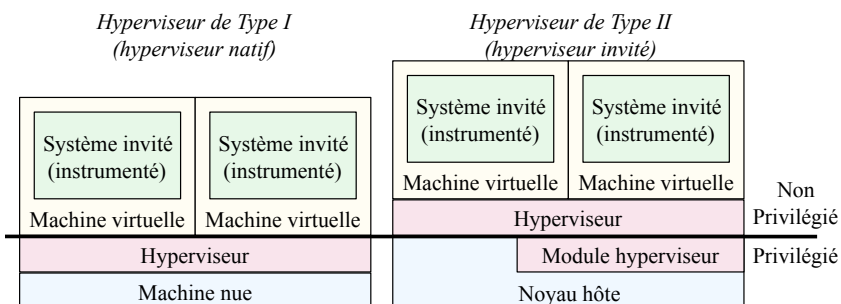 Hyperviseur de Type I
(hyperviseur natif)
Système invité
(instrumenté)
Système invité
(instrumenté)
Machine virtuelle
Machine virtuelle
Hyperviseur
Machine nue
Hyperviseur de Type II
(hyperviseur invité)
Système invité
(instrumenté)
Système invité
(instrumenté)
Machine virtuelle
Machine virtuelle
Hyperviseur
Module hyperviseur
Noyau hôte
Non
Privilégié
Privilégié